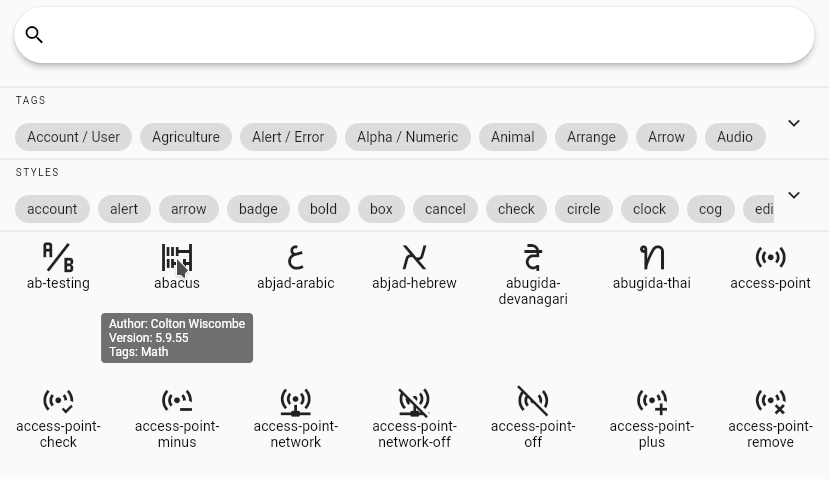 TAGS
Account / User Agriculture Alert / Error Alpha / Numeric Animal Arrange Arrow Audio
STYLES
account alert arrow badge bold box cancel check circle clock cog edi
A/B ע א द ท
ab-testing abacus abjad-arabic abjad-hebrew abugida-devanagari abugida-thai access-point
Author: Colton Wiscombe
Version: 5.9.55
Tags: Math
access-point-check access-point-minus access-point-network access-point-network-off access-point-off access-point-plus access-point-remove